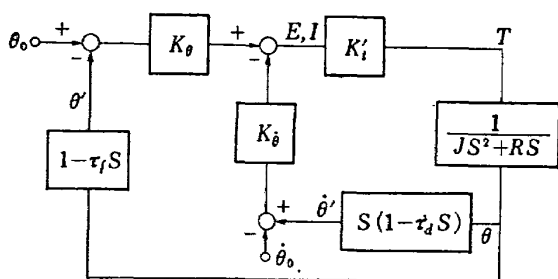 θ₀ + − K_θ + − E, I K'_t T
θ'
1−τ_f S
K_θ̇
1/(JS²+RS)
+ − θ̇' S(1−τ_d S) θ
θ̇₀